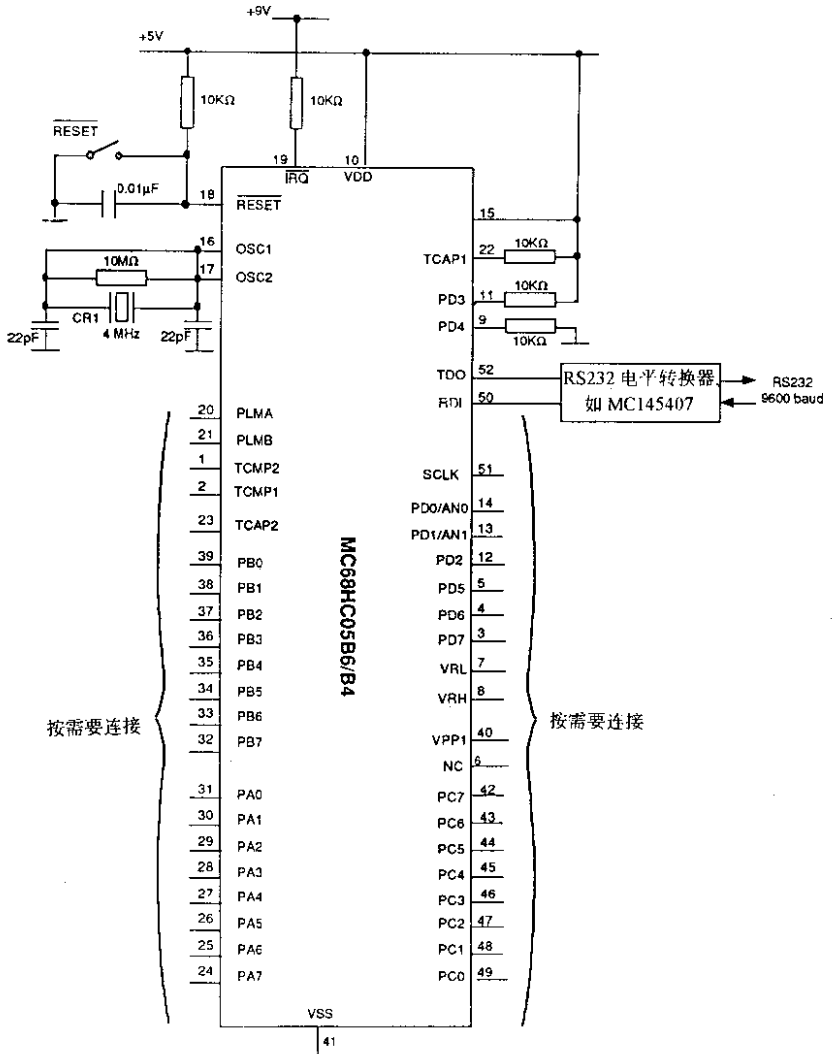 +9V
+5V
10KΩ
10KΩ
RESET
0.01μF
19
IRQ
10
VDD
18
RESET
16
OSC1
10MΩ
17
OSC2
CR1
4 MHz
22pF
22pF
15
TCAP1
22
10KΩ
PD3
11
10KΩ
PD4
9
10KΩ
TDO
52
RDI
50
RS232 电平转换器,
如 MC145407
RS232
9600 baud
20
PLMA
21
PLMB
1
TCMP2
2
TCMP1
23
TCAP2
39
PB0
38
PB1
37
PB2
36
PB3
35
PB4
34
PB5
33
PB6
32
PB7
31
PA0
30
PA1
29
PA2
28
PA3
27
PA4
26
PA5
25
PA6
24
PA7
按需要连接
MC68HC05B6/B4
SCLK
51
PD0/AN0
14
PD1/AN1
13
PD2
12
PD5
5
PD6
4
PD7
3
VRL
7
VRH
8
VPP1
40
NC
6
PC7
42
PC6
43
PC5
44
PC4
45
PC3
46
PC2
47
PC1
48
PC0
49
按需要连接
VSS
41